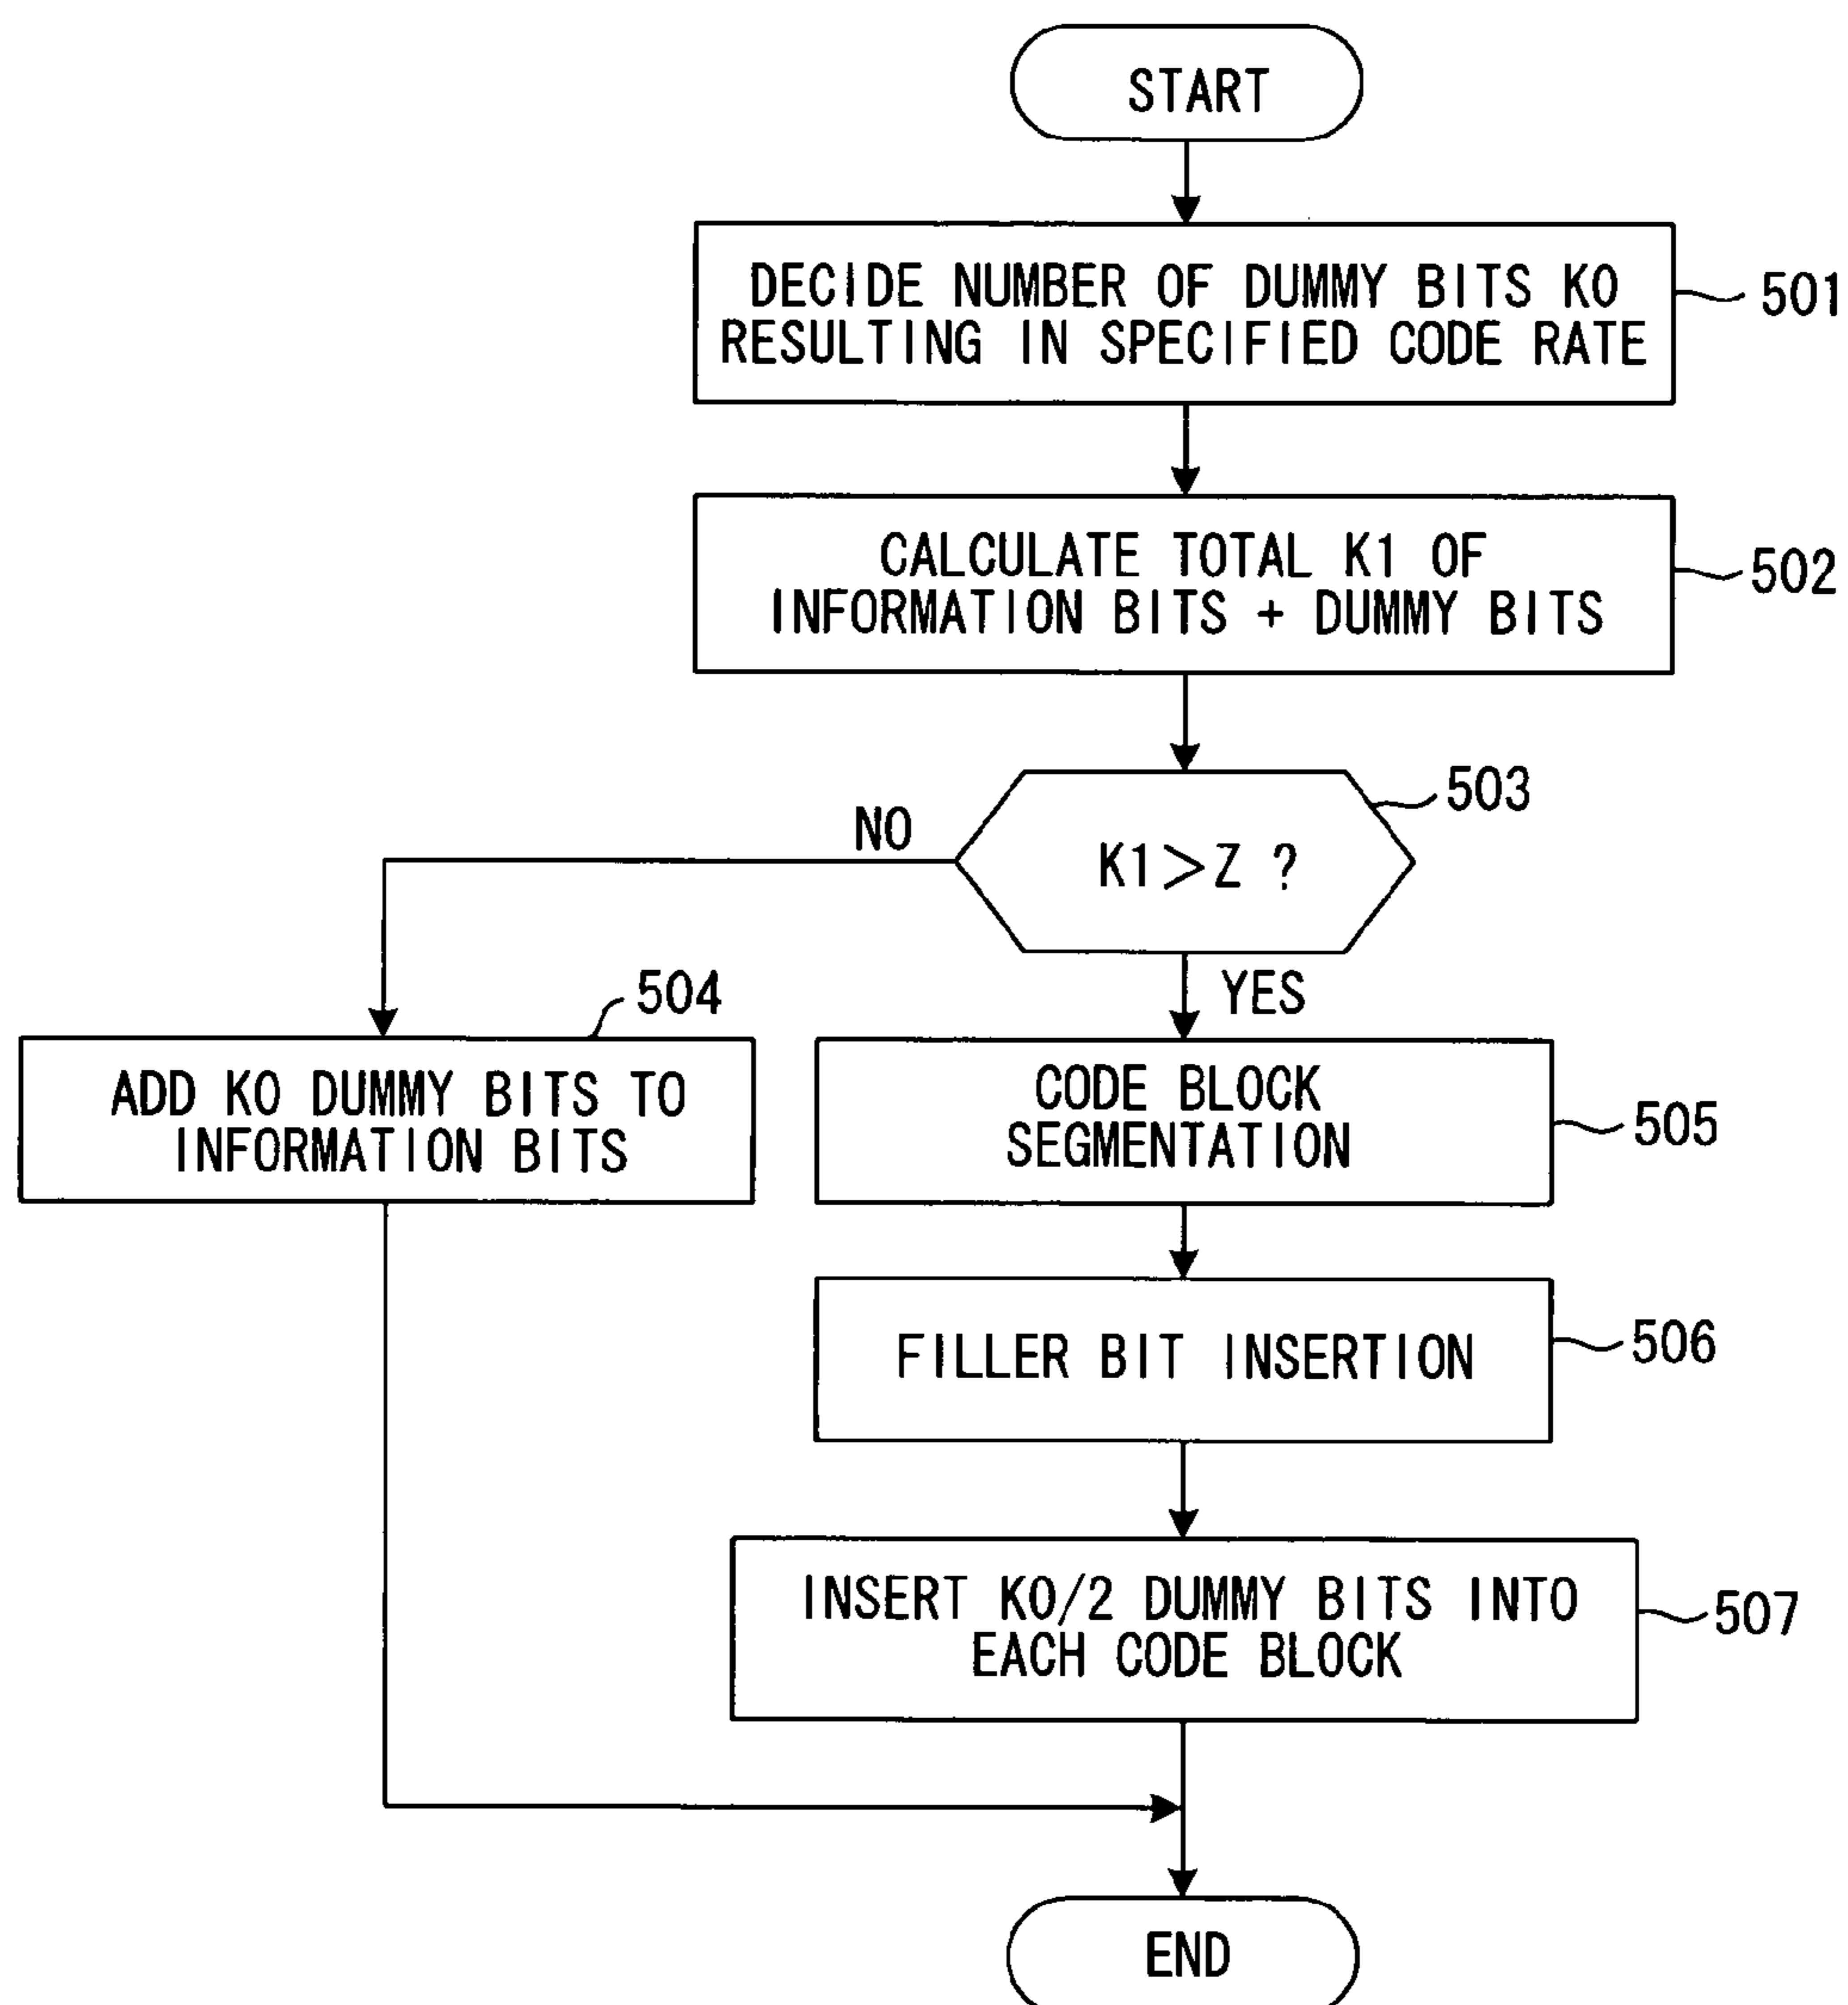 START
DECIDE NUMBER OF DUMMY BITS K0
RESULTING IN SPECIFIED CODE RATE
501
CALCULATE TOTAL K1 OF
INFORMATION BITS + DUMMY BITS
502
503
NO
K1>Z ?
YES
504
ADD K0 DUMMY BITS TO
INFORMATION BITS
CODE BLOCK
SEGMENTATION
505
FILLER BIT INSERTION
506
INSERT K0/2 DUMMY BITS INTO
EACH CODE BLOCK
507
END